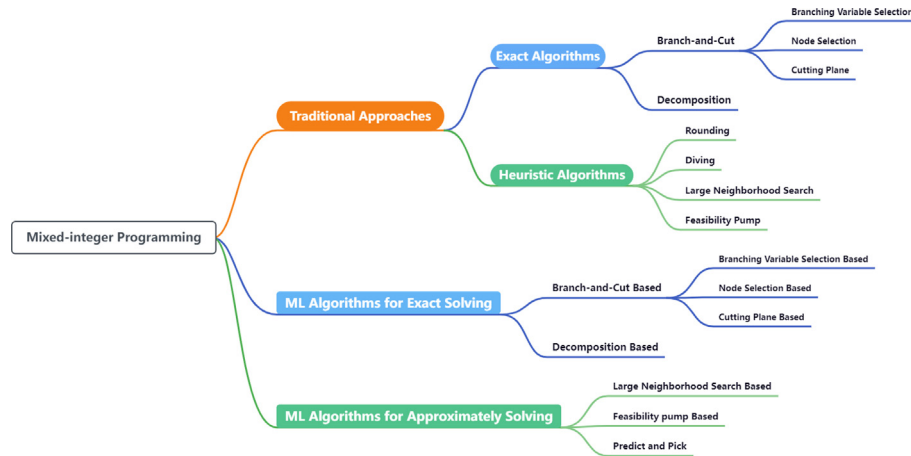 Mixed-integer Programming
Traditional Approaches
Exact Algorithms
Branch-and-Cut
Branching Variable Selection
Node Selection
Cutting Plane
Decomposition
Heuristic Algorithms
Rounding
Diving
Large Neighborhood Search
Feasibility Pump
ML Algorithms for Exact Solving
Branch-and-Cut Based
Branching Variable Selection Based
Node Selection Based
Cutting Plane Based
Decomposition Based
ML Algorithms for Approximately Solving
Large Neighborhood Search Based
Feasibility pump Based
Predict and Pick